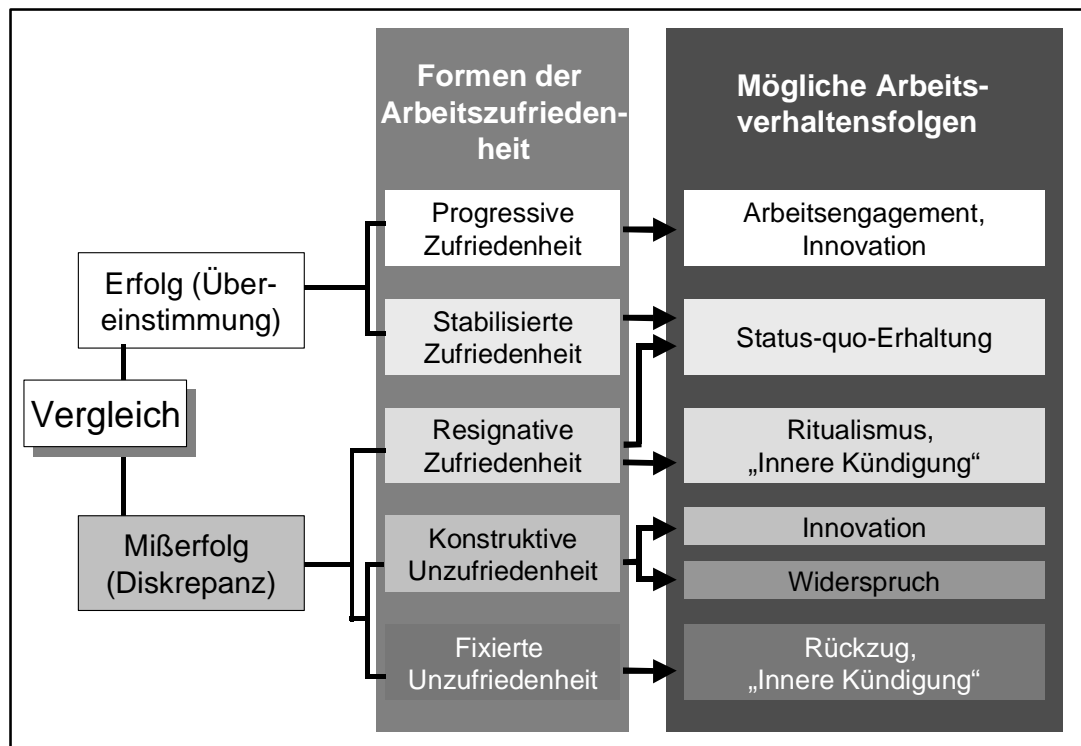 Formen der
Arbeitszufrieden-
heit
Mögliche Arbeits-
verhaltensfolgen
Progressive
Zufriedenheit
Arbeitsengagement,
Innovation
Erfolg (Über-
einstimmung)
Stabilisierte
Zufriedenheit
Status-quo-Erhaltung
Vergleich
Resignative
Zufriedenheit
Ritualismus,
„Innere Kündigung“
Mißerfolg
(Diskrepanz)
Konstruktive
Unzufriedenheit
Innovation
Widerspruch
Fixierte
Unzufriedenheit
Rückzug,
„Innere Kündigung“